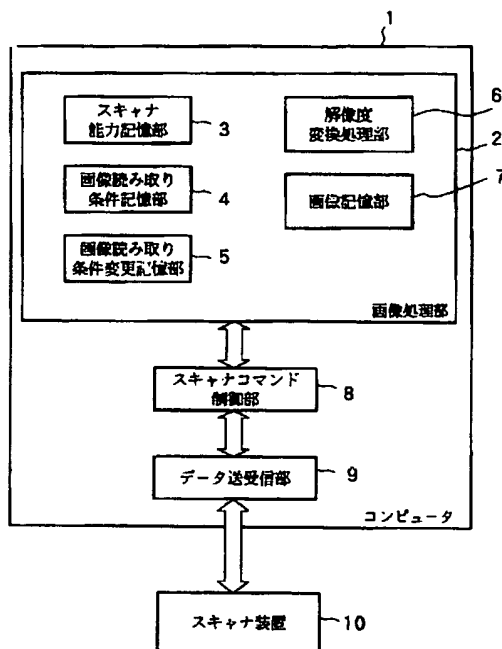 1
スキャナ
能力記憶部
3
解像度
変換処理部
6
2
画像読み取り
条件記憶部
4
画像記憶部
7
画像読み取り
条件変更記憶部
5
画像処理部
スキャナコマンド
制御部
8
データ送受信部
9
コンピュータ
スキャナ装置
10